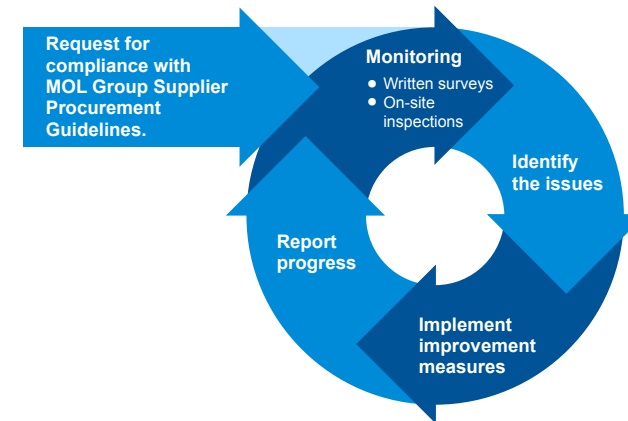 Request for
compliance with
MOL Group Supplier
Procurement
Guidelines.
Monitoring
● Written surveys
● On-site
inspections
Identify
the issues
Implement
improvement
measures
Report
progress